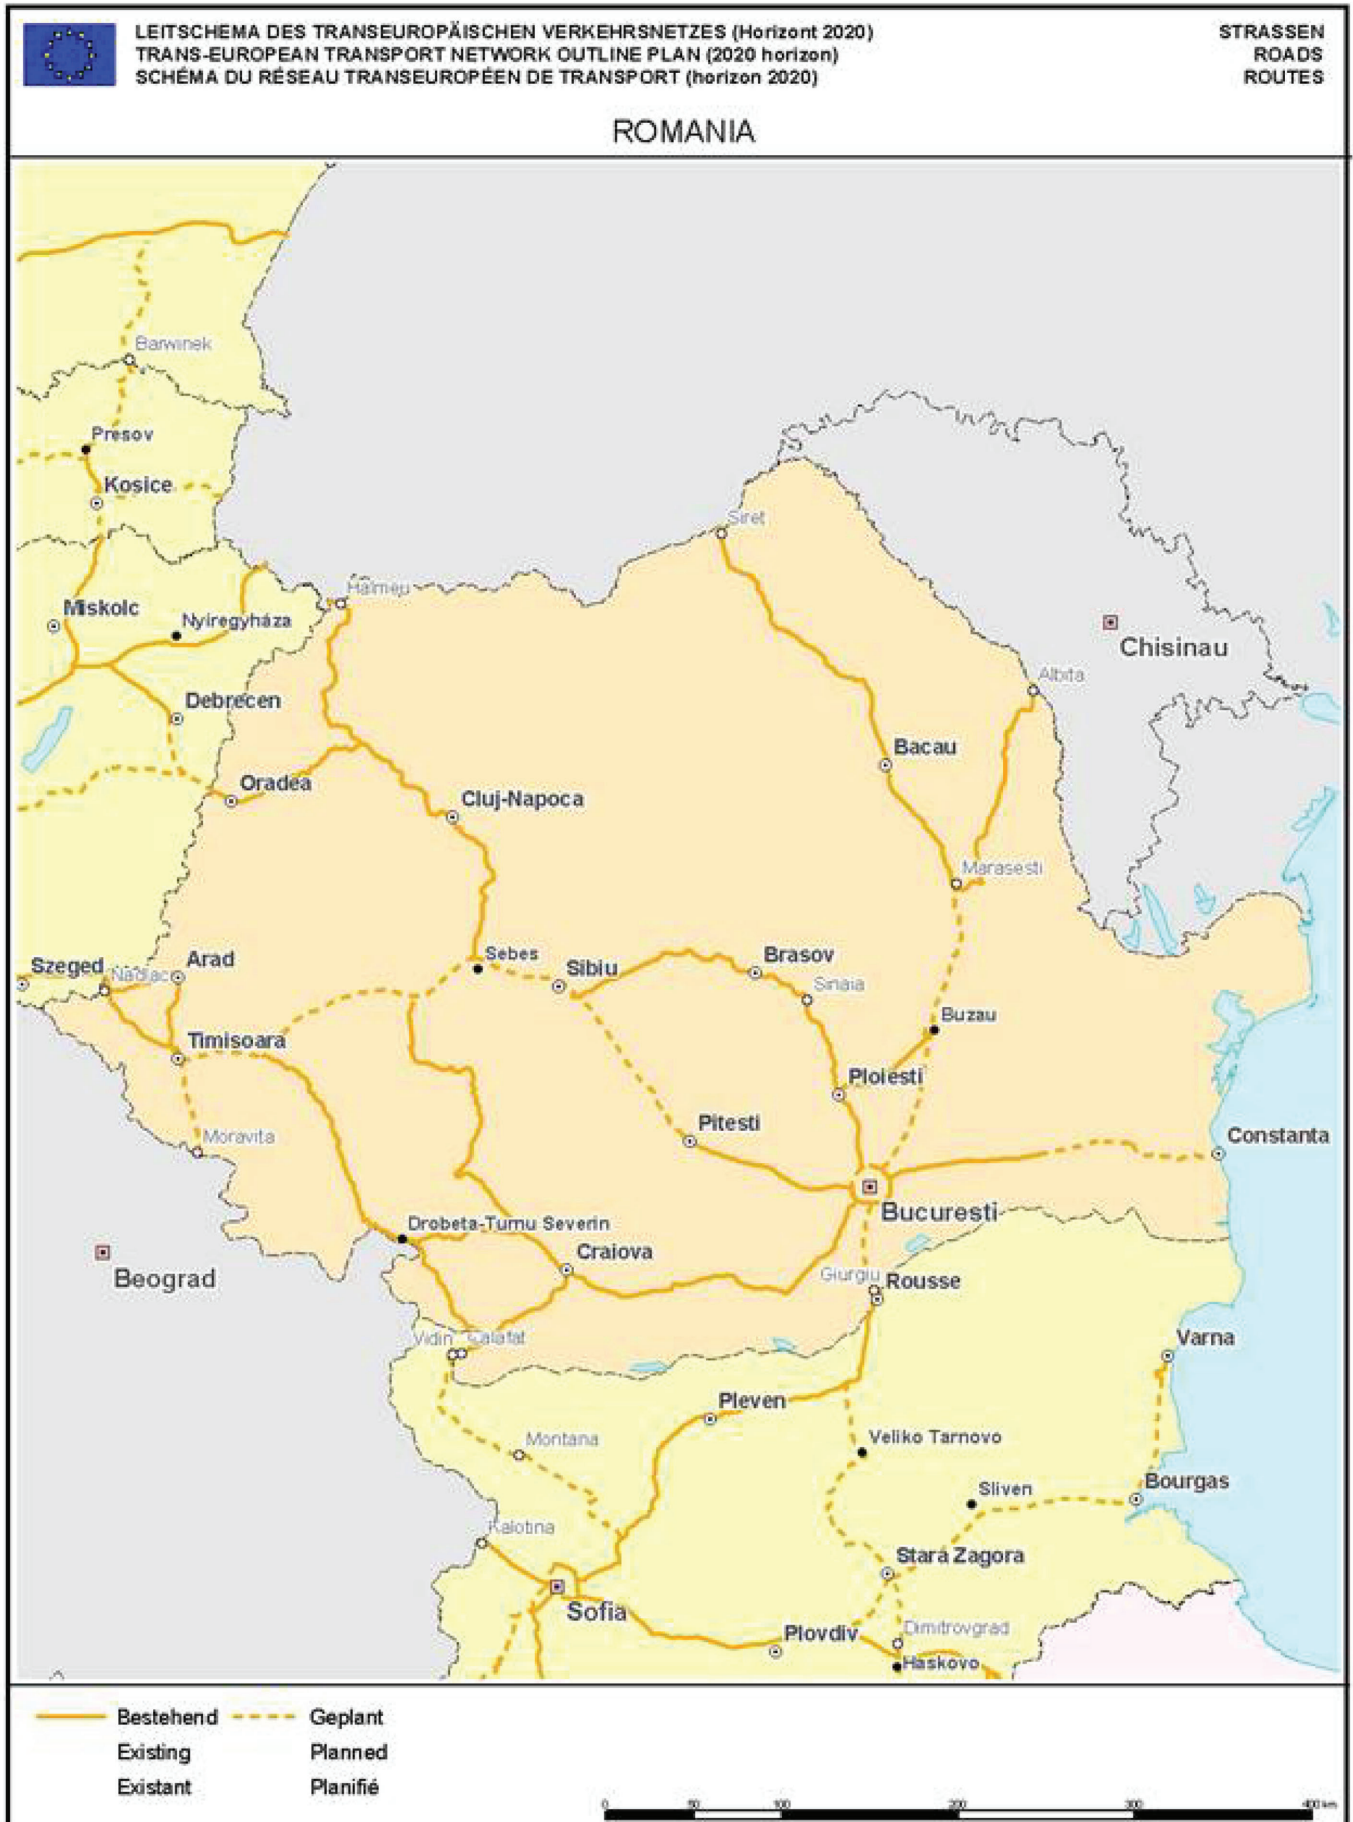 LEITSCHEMA DES TRANSEUROPÄISCHEN VERKEHRSNETZES (Horizont 2020)
TRANS-EUROPEAN TRANSPORT NETWORK OUTLINE PLAN (2020 horizon)
SCHÉMA DU RÉSEAU TRANSEUROPÉEN DE TRANSPORT (horizon 2020)
STRASSEN
ROADS
ROUTES
ROMANIA
Barwinek
Presov
Kosice
Siret
Halmeu
Miskolc
Nyiregyháza
Chisinau
Albita
Debrecen
Bacau
Oradea
Cluj-Napoca
Marasesti
Szeged
Nadlac
Arad
Sebes
Sibiu
Brasov
Sinaia
Buzau
Timisoara
Ploiesti
Pitesti
Moravita
Constanta
Bucuresti
Drobeta-Turnu Severin
Craiova
Beograd
Giurgiu
Rousse
Vidin
Calafat
Varna
Pleven
Montana
Veliko Tarnovo
Sliven
Bourgas
Kalotina
Stara Zagora
Sofia
Plovdiv
Dimitrovgrad
Haskovo
Bestehend
Geplant
Existing
Planned
Existant
Planifié
0 50 100 200 300 400 km